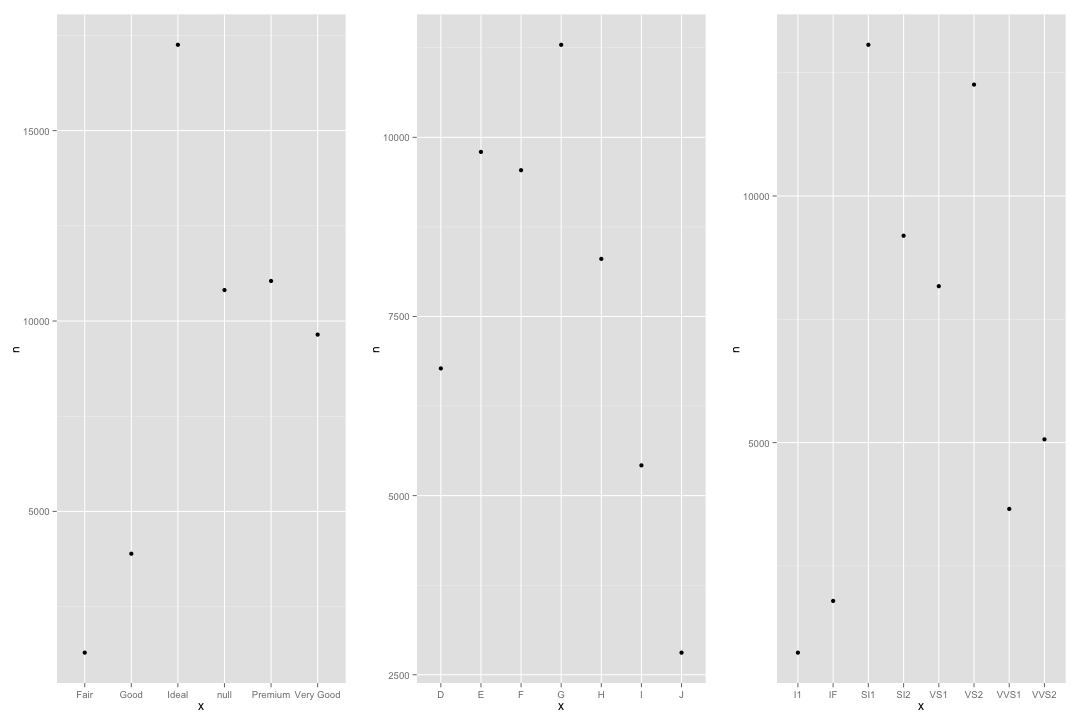 n
15000
10000
5000
Fair Good Ideal null Premium Very Good
x
n
10000
7500
5000
2500
D E F G H I J
x
n
10000
5000
I1 IF SI1 SI2 VS1 VS2 VVS1 VVS2
x